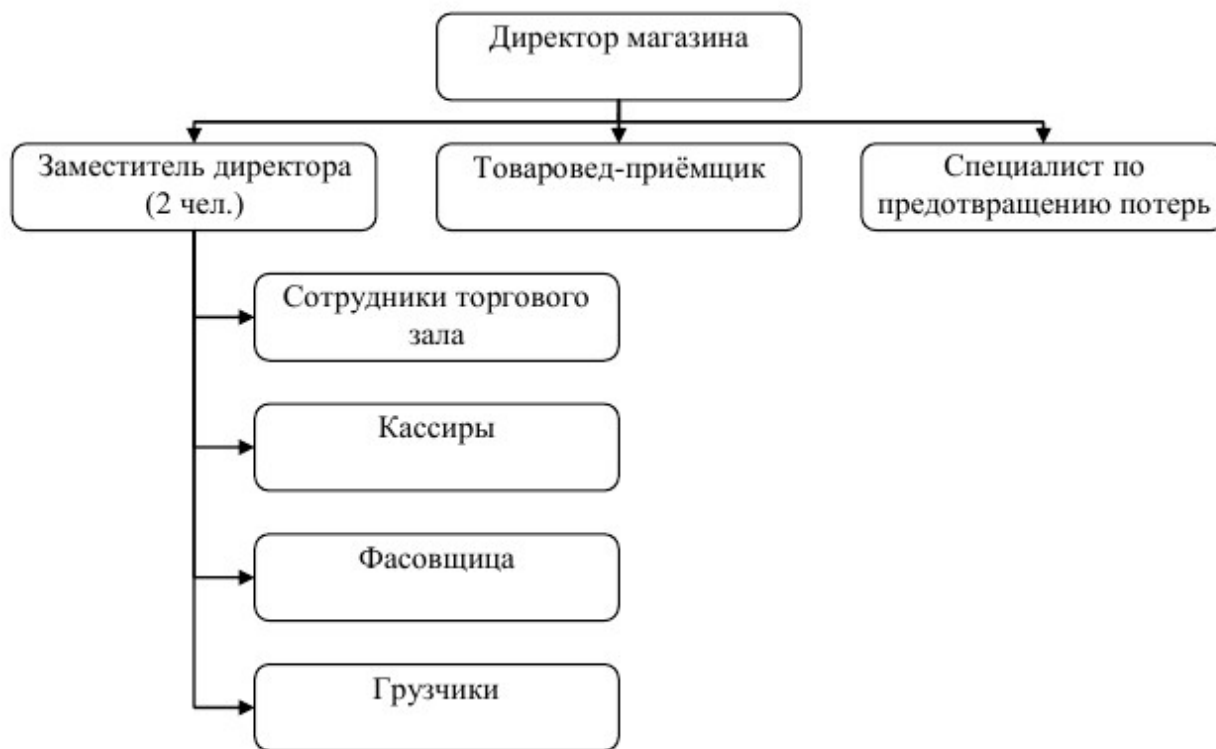 Директор магазина
Заместитель директора
(2 чел.)
Товаровед-приёмщик
Специалист по
предотвращению потерь
Сотрудники торгового
зала
Кассиры
Фасовщица
Грузчики